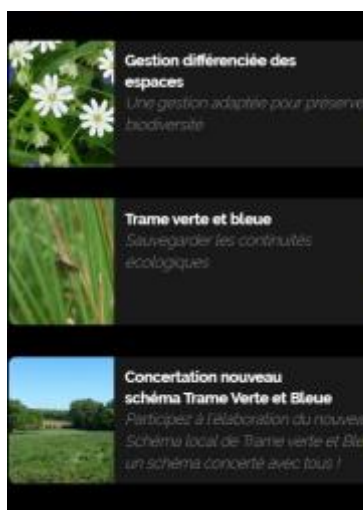 Gestion différenciée des
espaces
Une gestion adaptée pour préserve
biodiversité
Trame verte et bleue
Sauvegarder les continuités
écologiques
Concertation nouveau
schéma Trame Verte et Bleue
Participez à l'élaboration du nouveau
Schéma local de Trame verte et Ble
un schéma concerté avec tous !